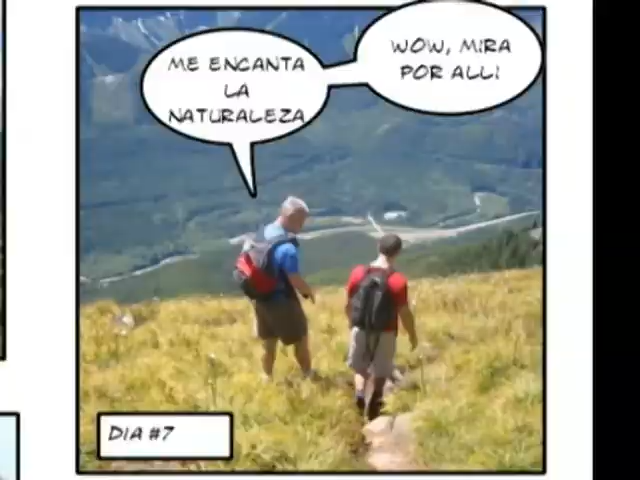 ME ENCANTA
LA
NATURALEZA
WOW, MIRA
POR ALLI
DIA #7